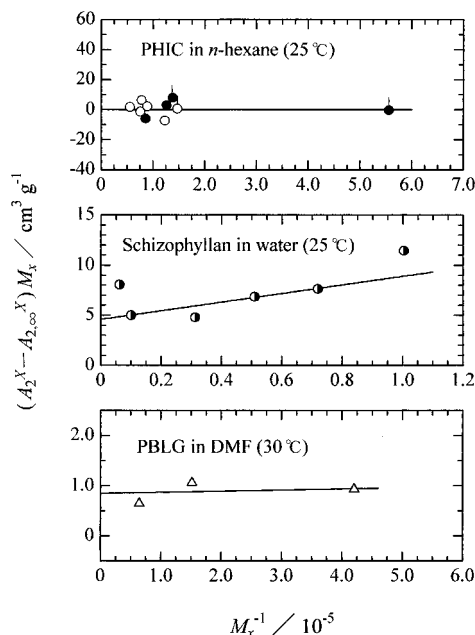 60
PHIC in n-hexane (25 ℃)
40
20
0
-20
-40
0 1.0 2.0 3.0 4.0 5.0 6.0 7.0
15
Schizophyllan in water (25 ℃)
10
5
0
0 0.2 0.4 0.6 0.8 1.0 1.2
PBLG in DMF (30 ℃)
2.0
1.0
0
0 1.0 2.0 3.0 4.0 5.0
(A₂ˣ − A₂,∞ˣ) Mₓ / cm³ g⁻¹
Mₓ⁻¹ / 10⁻⁵